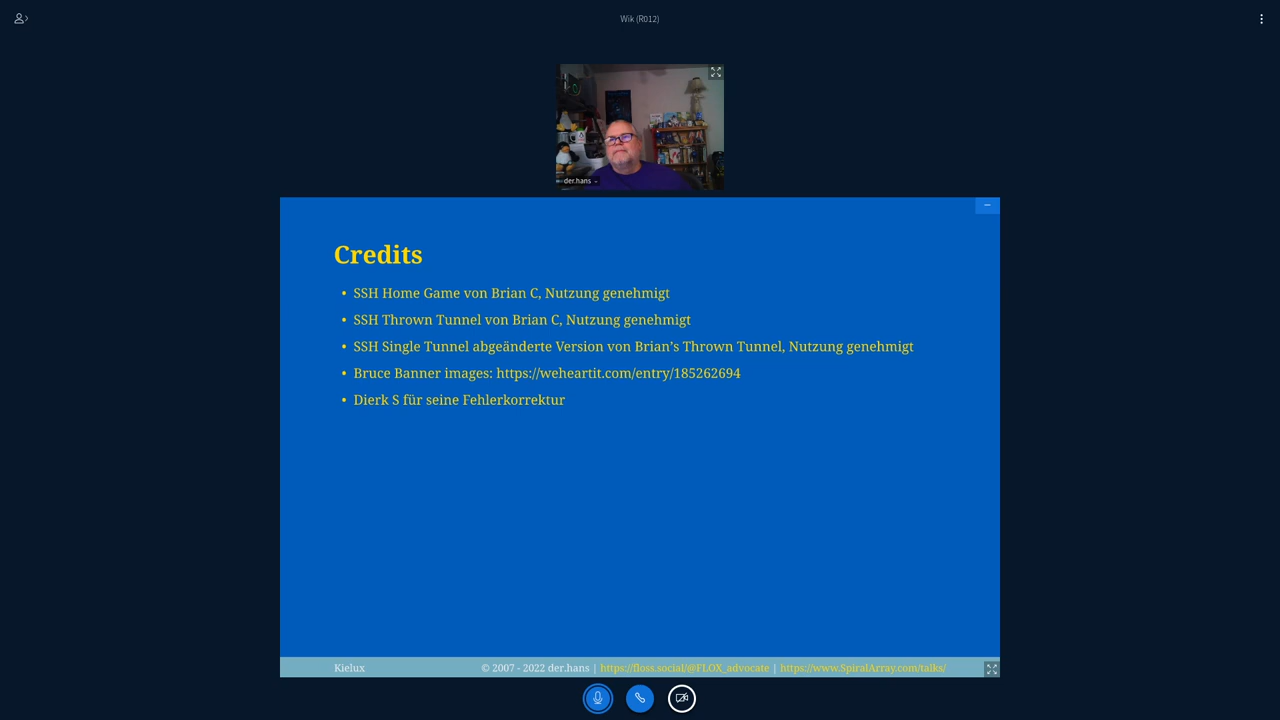 Wik (R012)
der.hans
Credits
• SSH Home Game von Brian C, Nutzung genehmigt
• SSH Thrown Tunnel von Brian C, Nutzung genehmigt
• SSH Single Tunnel abgeänderte Version von Brian’s Thrown Tunnel, Nutzung genehmigt
• Bruce Banner images: https://weheartit.com/entry/185262694
• Dierk S für seine Fehlerkorrektur
Kielux © 2007 - 2022 der.hans | https://floss.social/@FLOX_advocate | https://www.SpiralArray.com/talks/